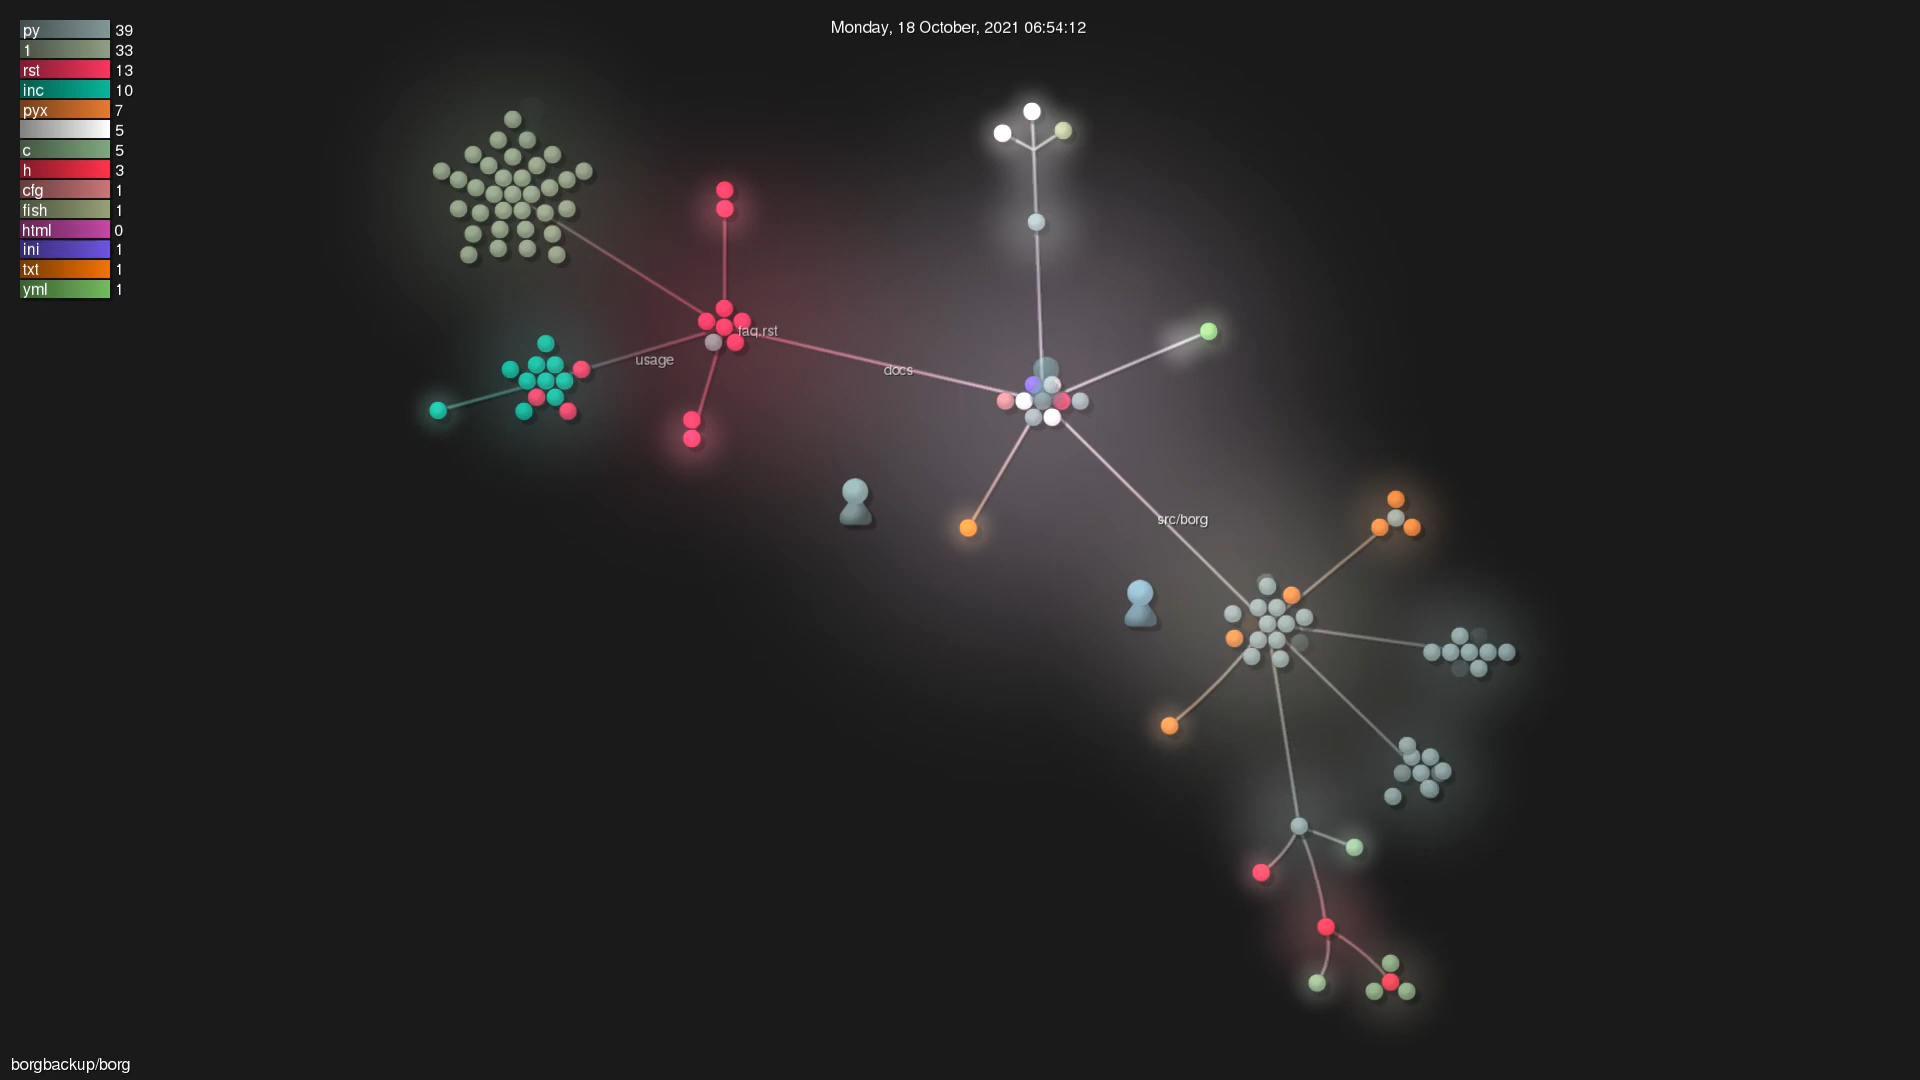 Monday, 18 October, 2021 06:54:12
py 39
1 33
rst 13
inc 10
pyx 7
5
c 5
h 3
cfg 1
fish 1
html 0
ini 1
txt 1
yml 1
faq.rst
usage
docs
src/borg
borgbackup/borg